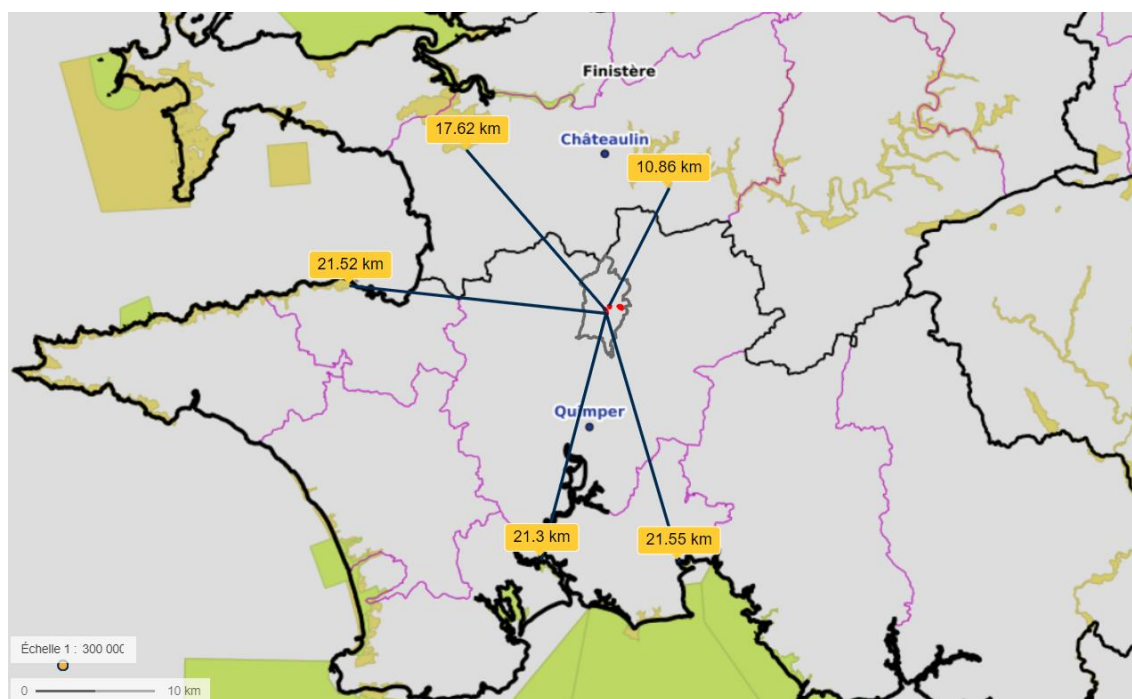 Finistère
17.62 km
Châteaulin
10.86 km
21.52 km
Quimper
21.3 km
21.55 km
Échelle 1 : 300 000
0 10 km